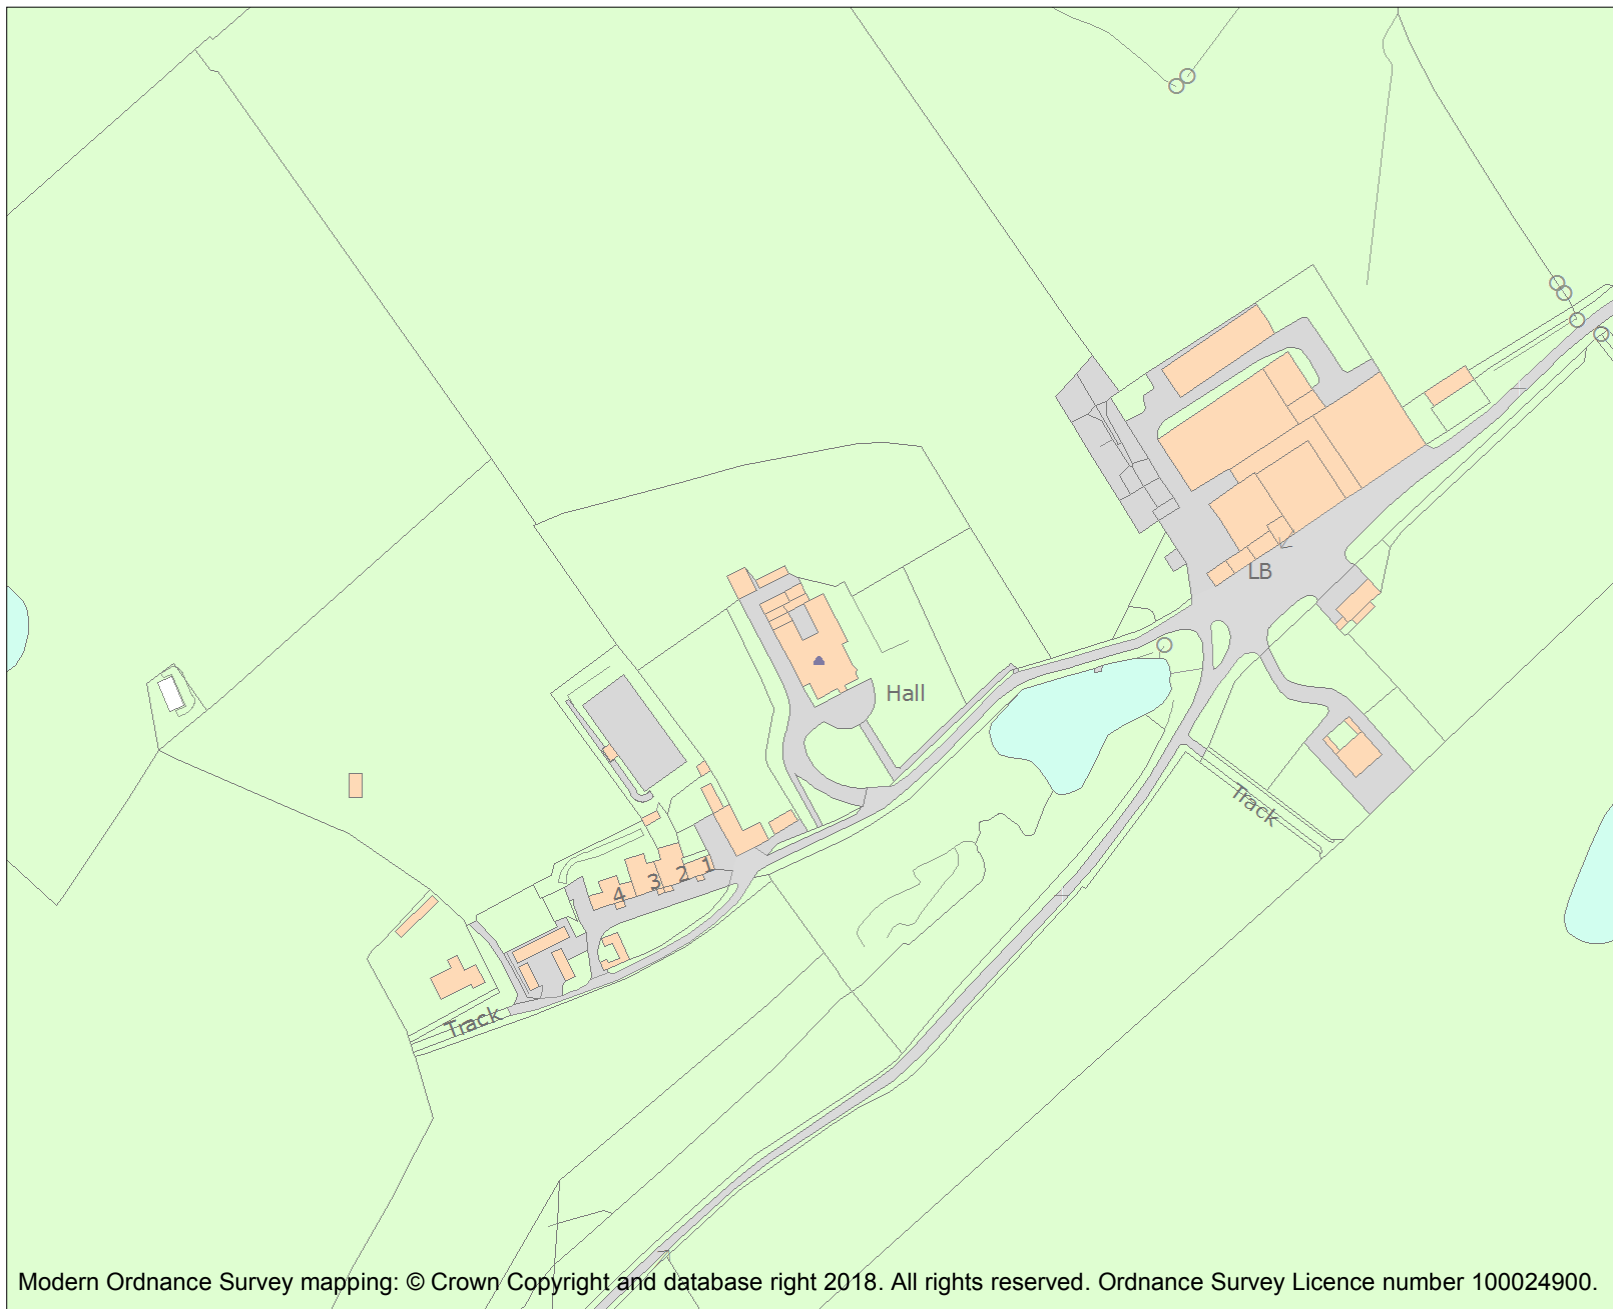 LB
Hall
Track
1
2
3
4
Track
Modern Ordnance Survey mapping: © Crown Copyright and database right 2018. All rights reserved. Ordnance Survey Licence number 100024900.